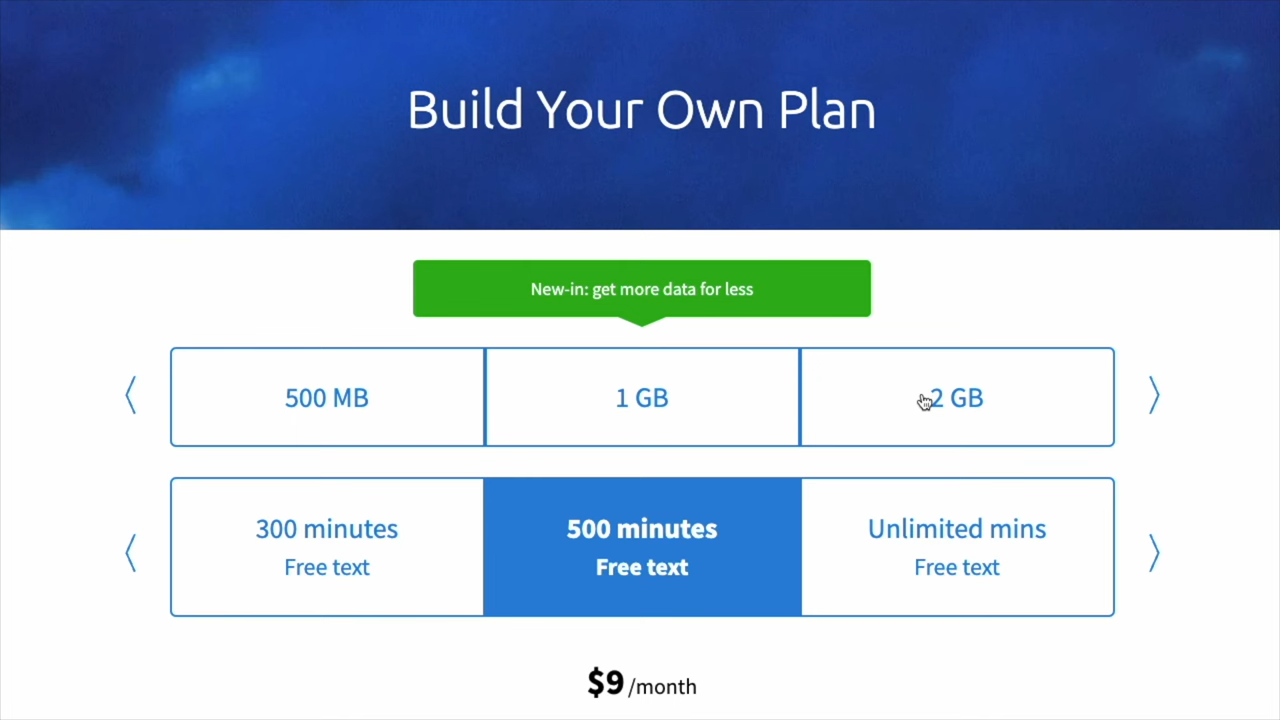 Build Your Own Plan
New-in: get more data for less
500 MB
1 GB
2 GB
300 minutes
Free text
500 minutes
Free text
Unlimited mins
Free text
$9 /month